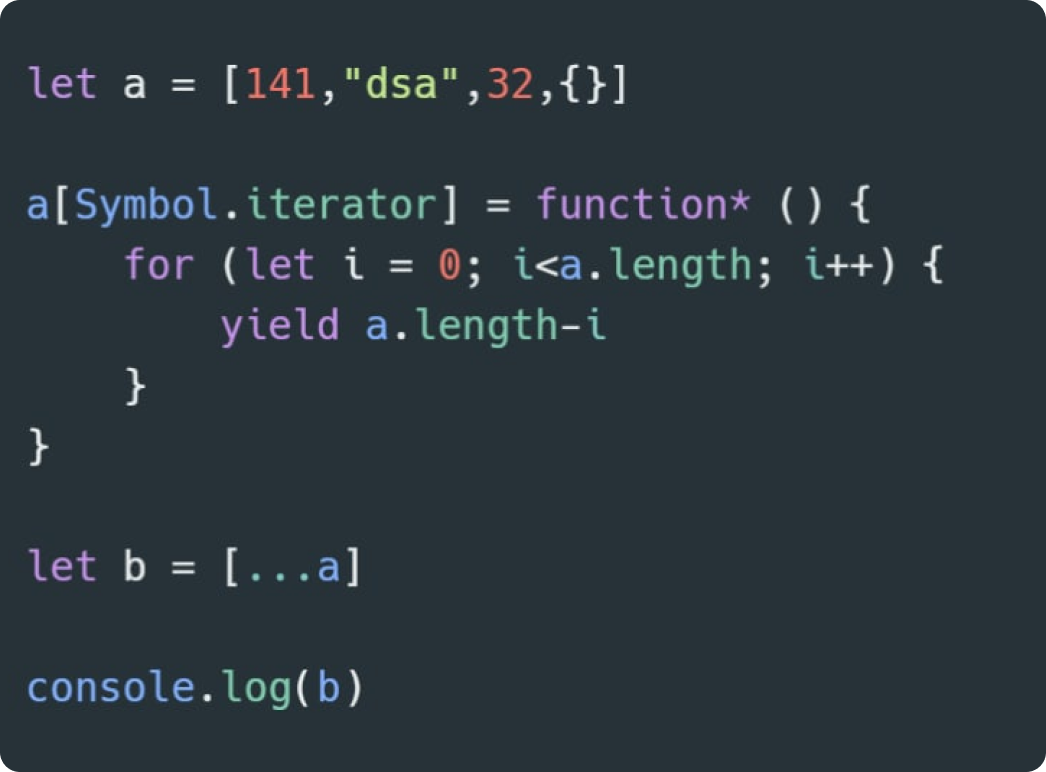 let a = [141,"dsa",32,{}]
a[Symbol.iterator] = function* () {
    for (let i = 0; i<a.length; i++) {
        yield a.length-i
    }
}
let b = [...a]
console.log(b)